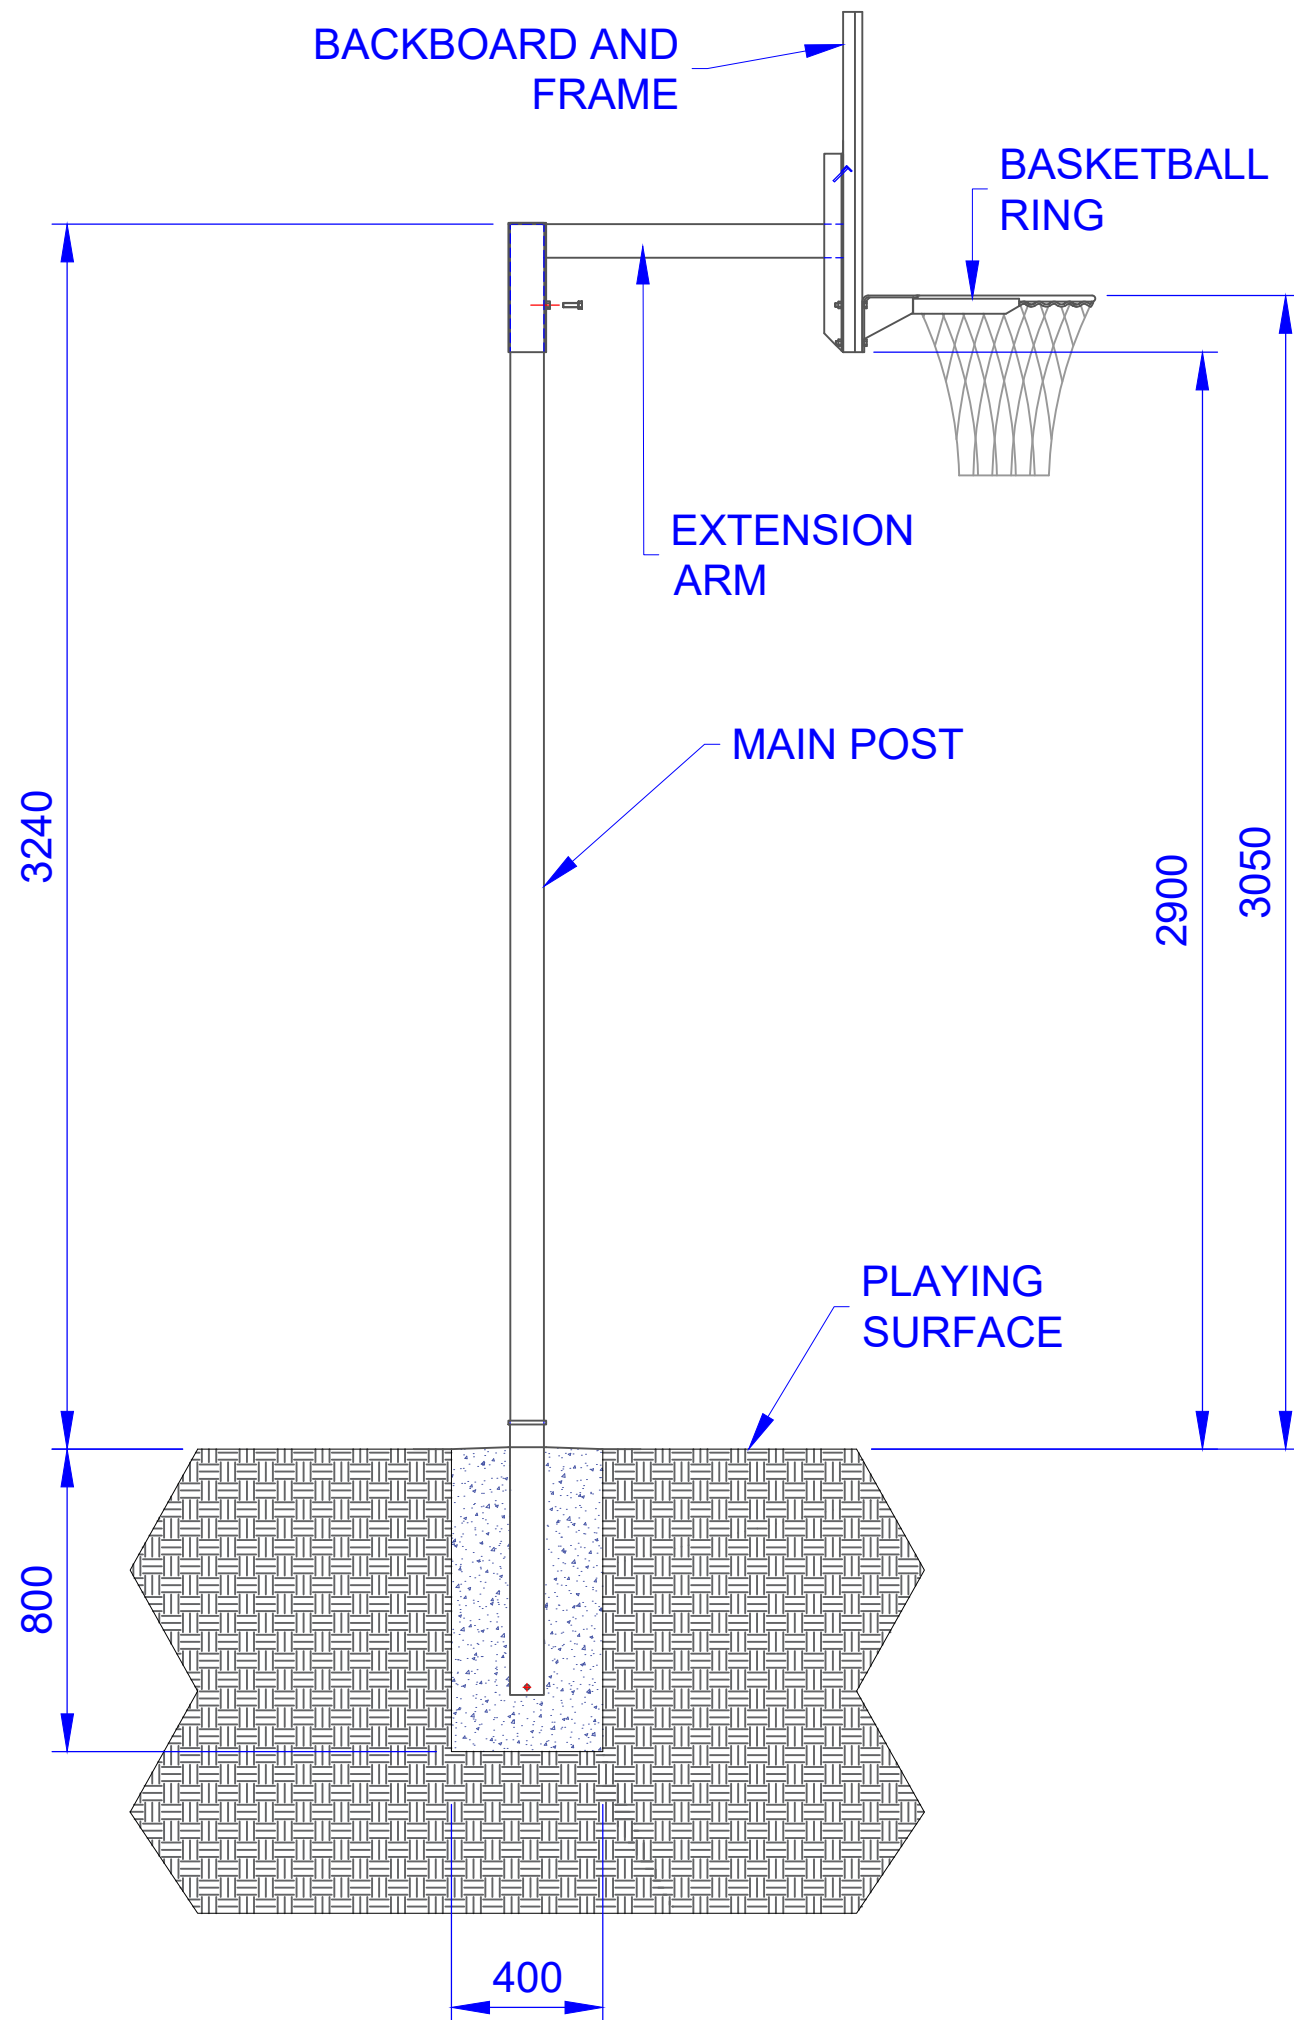 BACKBOARD AND
FRAME
BASKETBALL
RING
EXTENSION
ARM
MAIN POST
3240
2900
3050
PLAYING
SURFACE
800
400